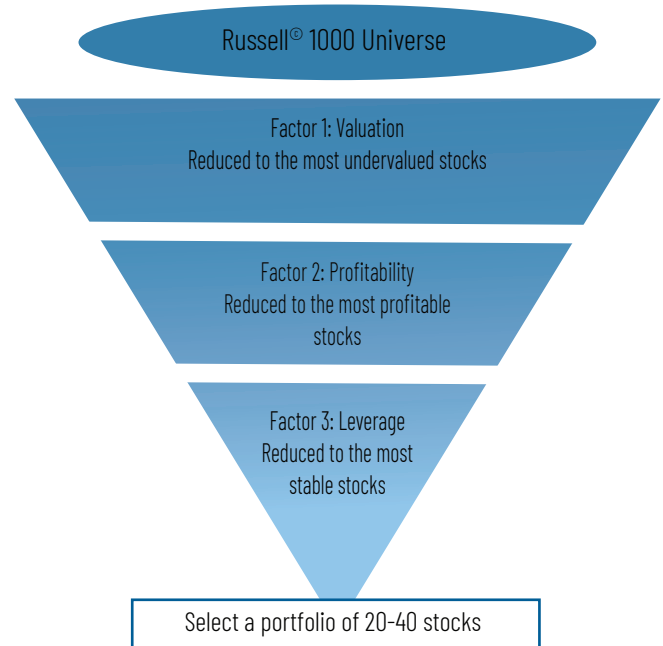 Russell© 1000 Universe
Factor 1: Valuation
Reduced to the most undervalued stocks
Factor 2: Profitability
Reduced to the most profitable
stocks
Factor 3: Leverage
Reduced to the most
stable stocks
Select a portfolio of 20-40 stocks